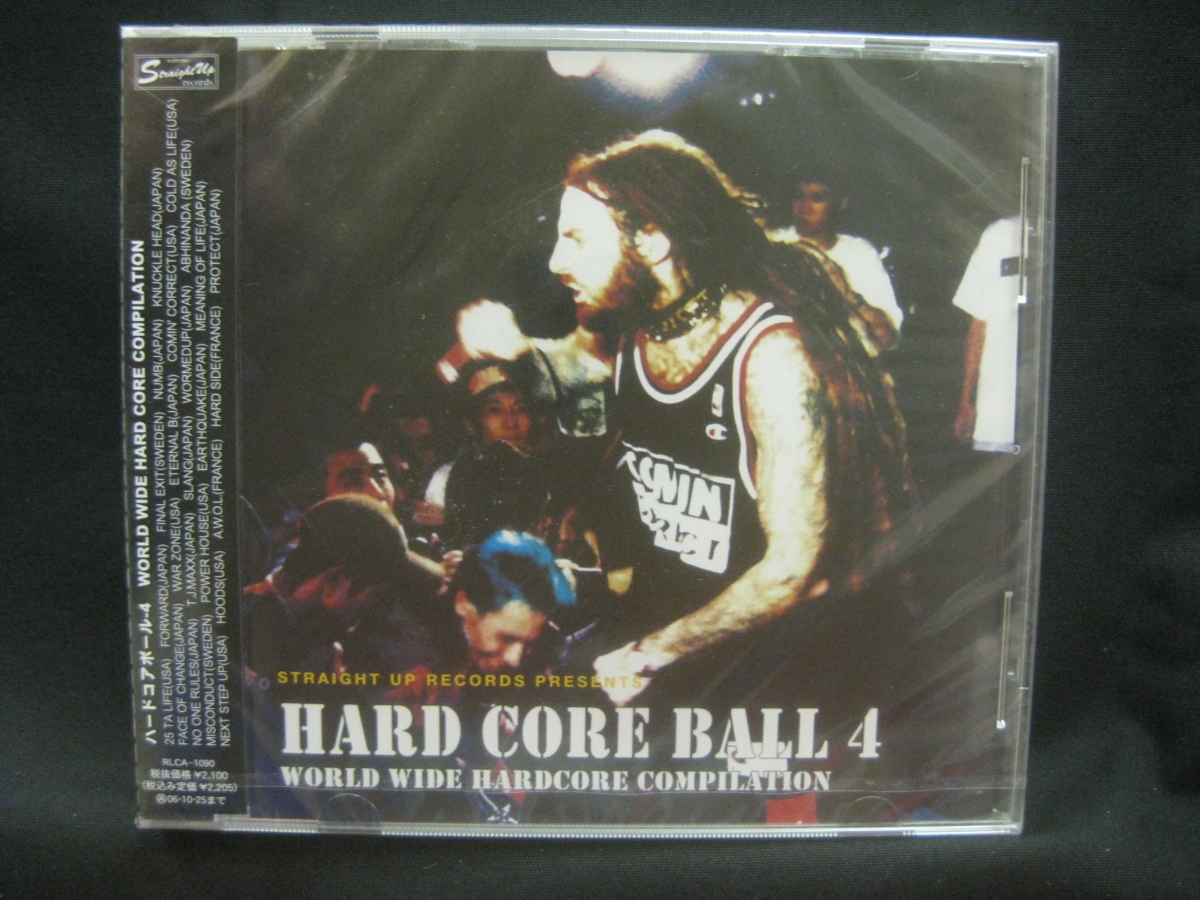 Straight Up
records
ハードコアボール-4 WORLD WIDE HARD CORE COMPILATION
25 TA LIFE(USA) FORWARD(JAPAN) FINAL EXIT(SWEDEN) NUMB(JAPAN) KNUCKLE HEAD(JAPAN)
FACE OF CHANGE(JAPAN) WAR ZONE(USA) ETERNAL B(JAPAN) COMIN' CORRECT(USA) COLD AS LIFE(USA)
NO ONE RULES(JAPAN) T.J.MAXX(JAPAN) SLANG(JAPAN) WORMEDUP(JAPAN) ABHINANDA (SWEDEN)
MISCONDUCT(SWEDEN) POWER HOUSE(USA) EARTHQUAKE(JAPAN) MEANING OF LIFE(JAPAN)
NEXT STEP UP(USA) HOODS(USA) A.W.O.L.(FRANCE) HARD SIDE(FRANCE) PROTECT(JAPAN)
RLCA-1090
税抜価格 ¥2,100
(税込み定価 ¥2,205)
06-10-25まで
STRAIGHT UP RECORDS PRESENTS
HARD CORE BALL 4
WORLD WIDE HARDCORE COMPILATION